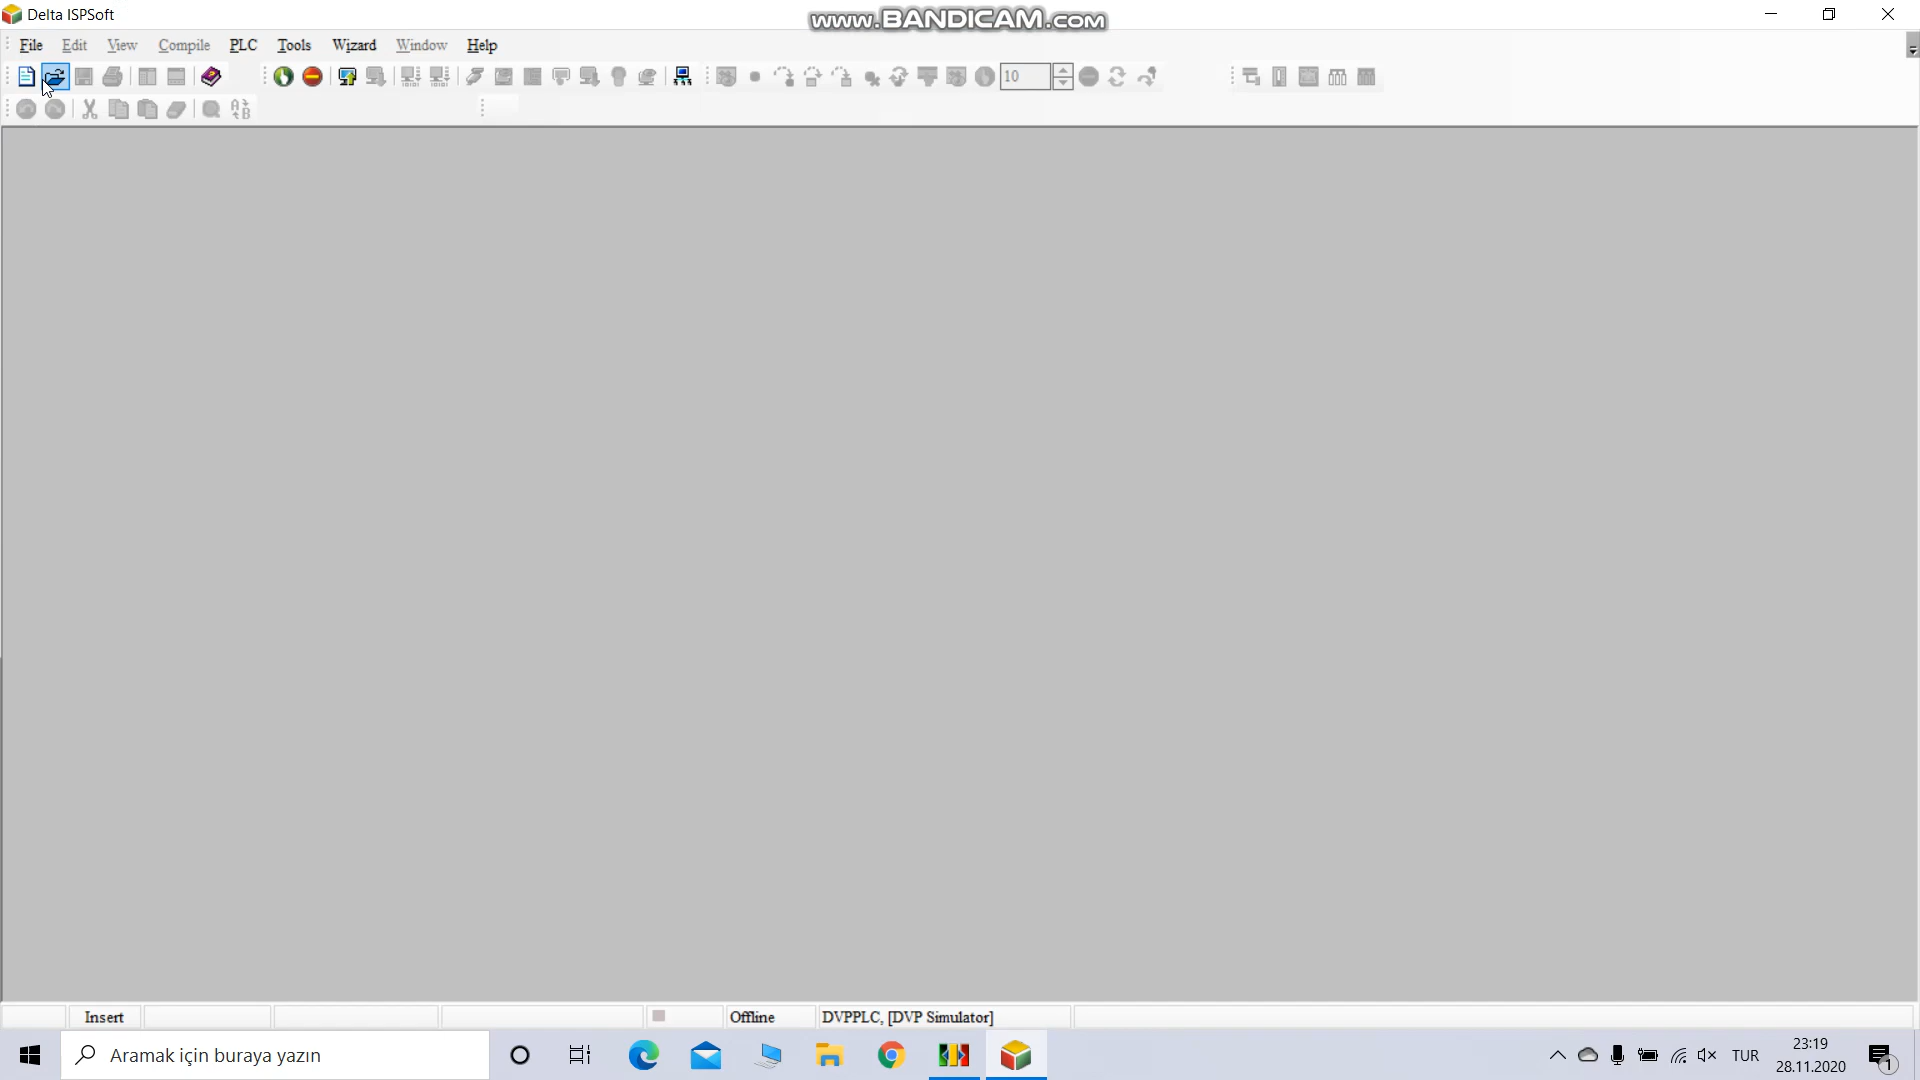 Delta ISPSoft
www.BANDICAM.com
File Edit View Compile PLC Tools Wizard Window Help
10
Insert Offline DVPPLC, [DVP Simulator]
Aramak için buraya yazın
TUR
23:19
28.11.2020
1